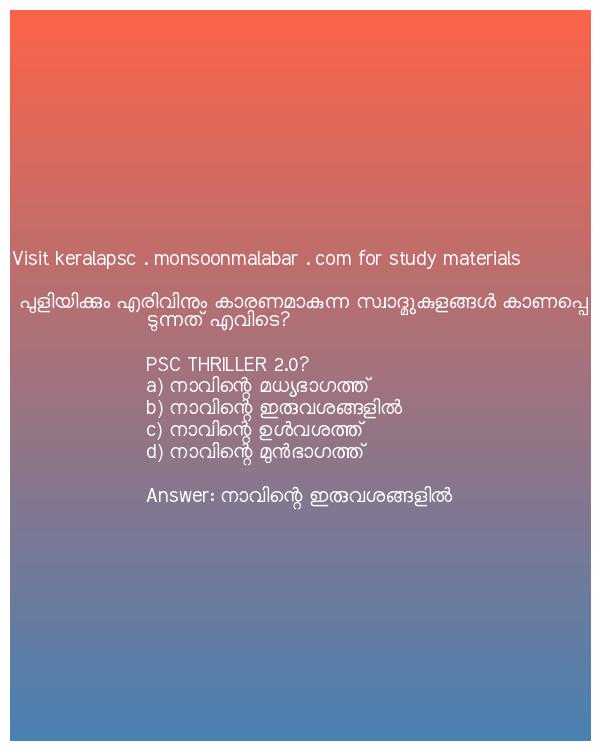 Visit keralapsc . monsoonmalabar . com for study materials
പുളിയിക്കും എരിവിനും കാരണമാകുന്ന സ്വാദ്മുകുളങ്ങൾ കാണപ്പെ
ടുന്നത് എവിടെ?
PSC THRILLER 2.0?
a) നാവിന്റെ മധ്യഭാഗത്ത്
b) നാവിന്റെ ഇരുവശങ്ങളിൽ
c) നാവിന്റെ ഉൾവശത്ത്
d) നാവിന്റെ മുൻഭാഗത്ത്
Answer: നാവിന്റെ ഇരുവശങ്ങളിൽ